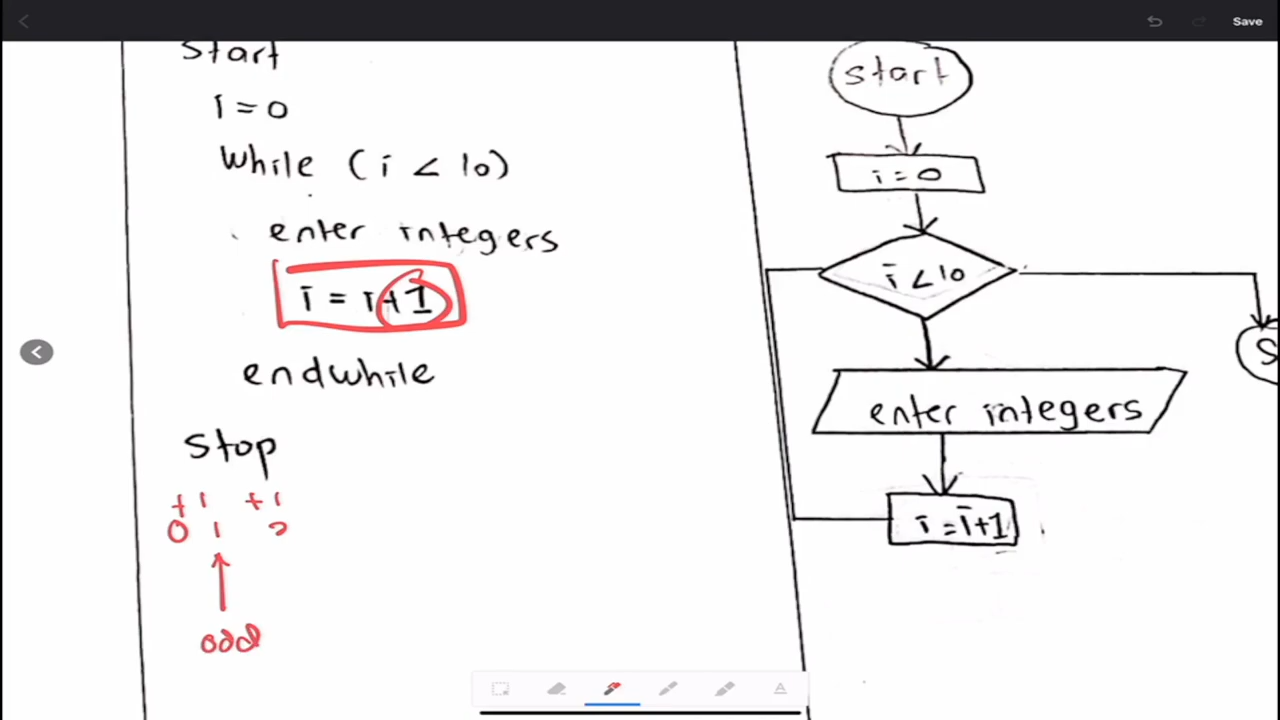 Save
Start
i = 0
While (i < 10)
enter integers
i = i+1
endwhile
Stop
+1 +1
0 1 2
odd
start
i = 0
i < 10
S
enter integers
i = i+1